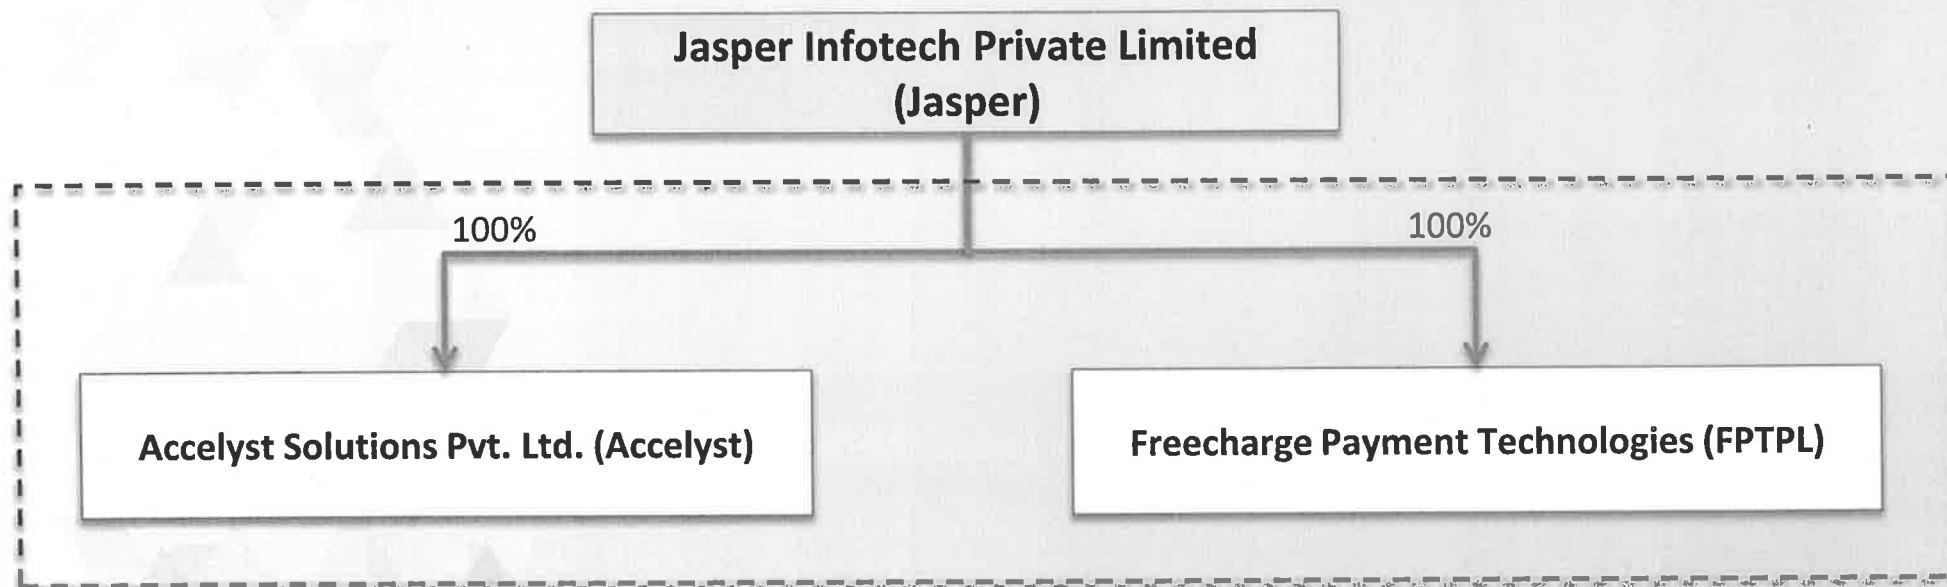 Jasper Infotech Private Limited
(Jasper)
100%
100%
Accelyst Solutions Pvt. Ltd. (Accelyst)
Freecharge Payment Technologies (FPTPL)